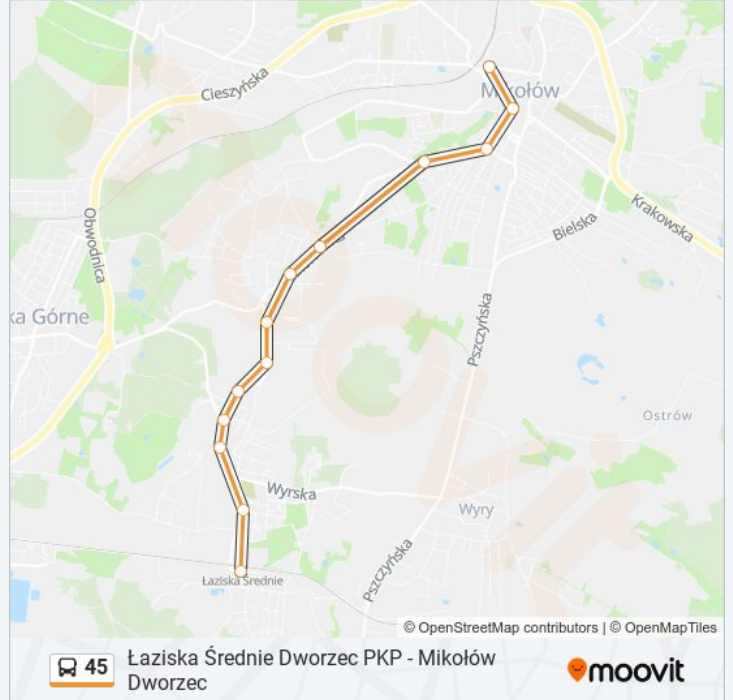 Cieszyńska
Mikołów
Krakowska
Bielska
Obwodnica
ka Górne
Pszczyńska
Ostrów
Wyrska
Wyry
Pszczyńska
Łaziska Średnie
© OpenStreetMap contributors | © OpenMapTiles
45
Łaziska Średnie Dworzec PKP - Mikołów
Dworzec
moovit